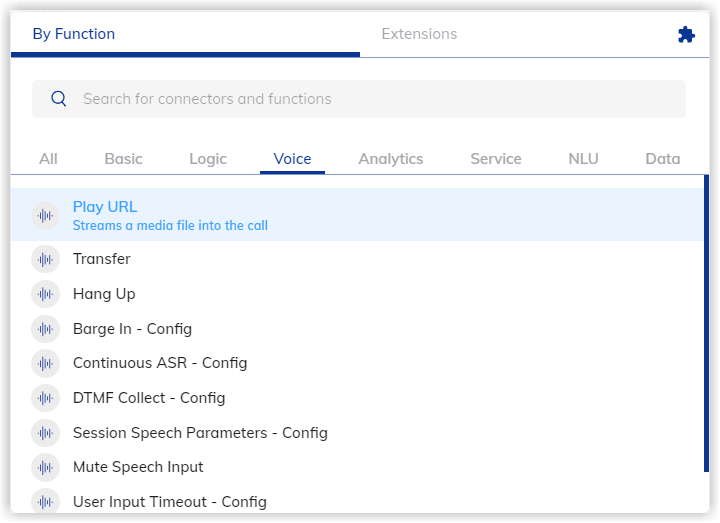 By Function
Extensions
Search for connectors and functions
All Basic Logic Voice Analytics Service NLU Data
Play URL
Streams a media file into the call
Transfer
Hang Up
Barge In - Config
Continuous ASR - Config
DTMF Collect - Config
Session Speech Parameters - Config
Mute Speech Input
User Input Timeout - Config